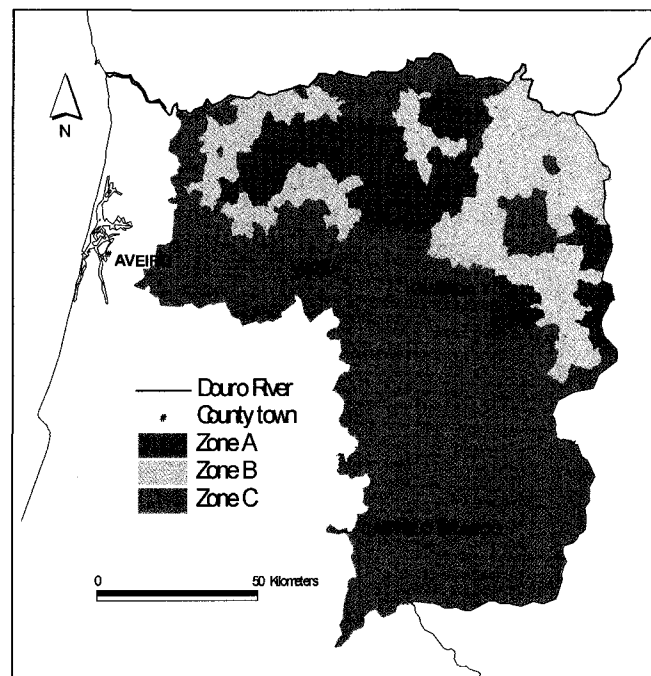 N
AVEIRO
Douro River
County town
Zone A
Zone B
Zone C
0 50 Kilometers